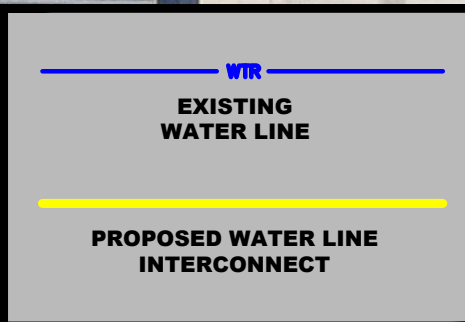 WTR
EXISTING
WATER LINE
PROPOSED WATER LINE
INTERCONNECT